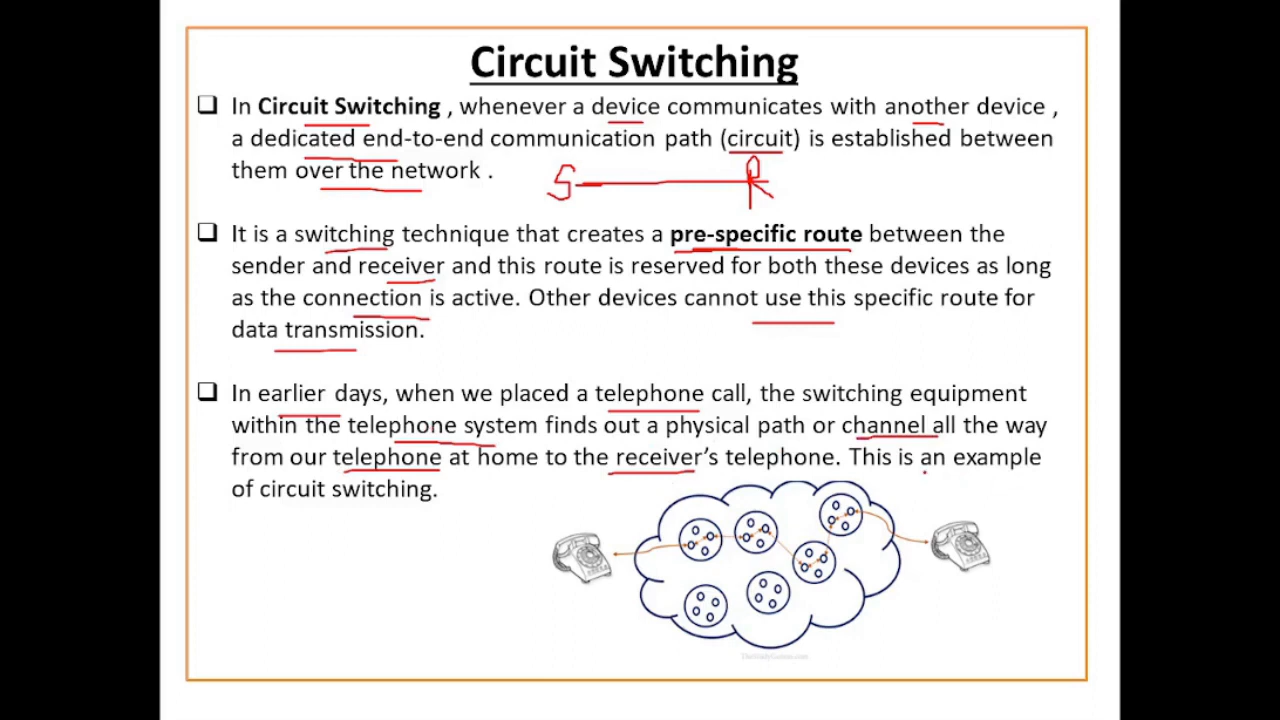 Circuit Switching
❑ In Circuit Switching , whenever a device communicates with another device ,
a dedicated end-to-end communication path (circuit) is established between
them over the network .
S R
❑ It is a switching technique that creates a pre-specific route between the
sender and receiver and this route is reserved for both these devices as long
as the connection is active. Other devices cannot use this specific route for
data transmission.
❑ In earlier days, when we placed a telephone call, the switching equipment
within the telephone system finds out a physical path or channel all the way
from our telephone at home to the receiver’s telephone. This is an example
of circuit switching.